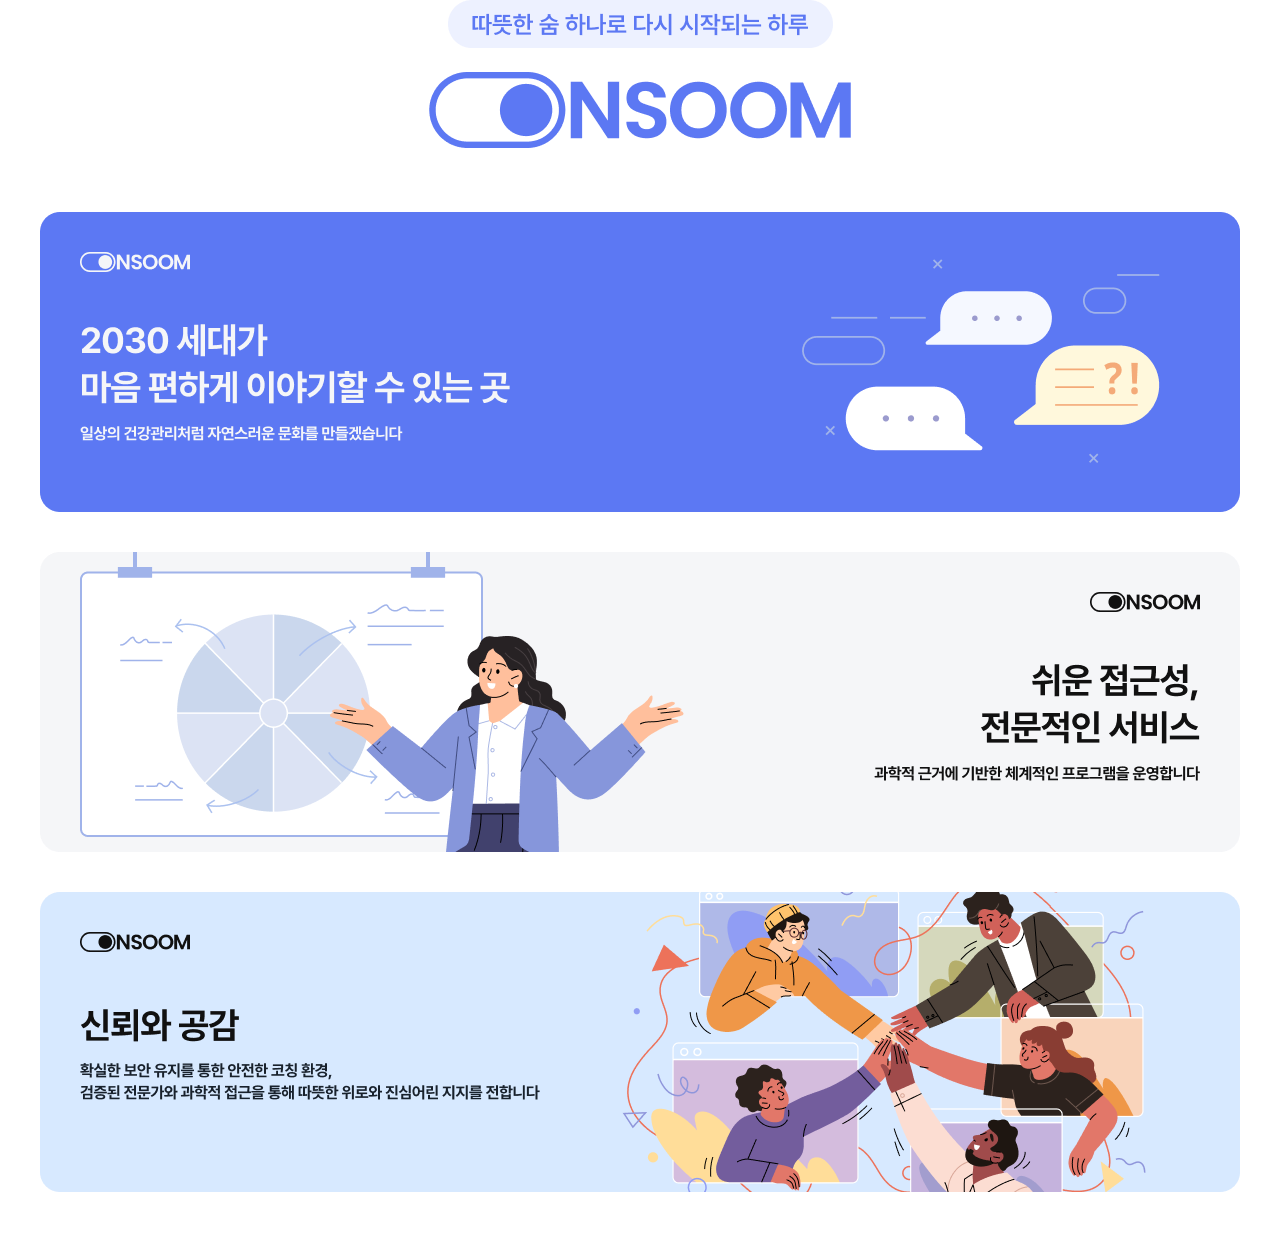 따뜻한 숨 하나로 다시 시작되는 하루
ONSOOM
ONSOOM
2030 세대가
마음 편하게 이야기할 수 있는 곳
일상의 건강관리처럼 자연스러운 문화를 만들겠습니다
?!
ONSOOM
쉬운 접근성,
전문적인 서비스
과학적 근거에 기반한 체계적인 프로그램을 운영합니다
ONSOOM
신뢰와 공감
확실한 보안 유지를 통한 안전한 코칭 환경,
검증된 전문가와 과학적 접근을 통해 따뜻한 위로와 진심어린 지지를 전합니다